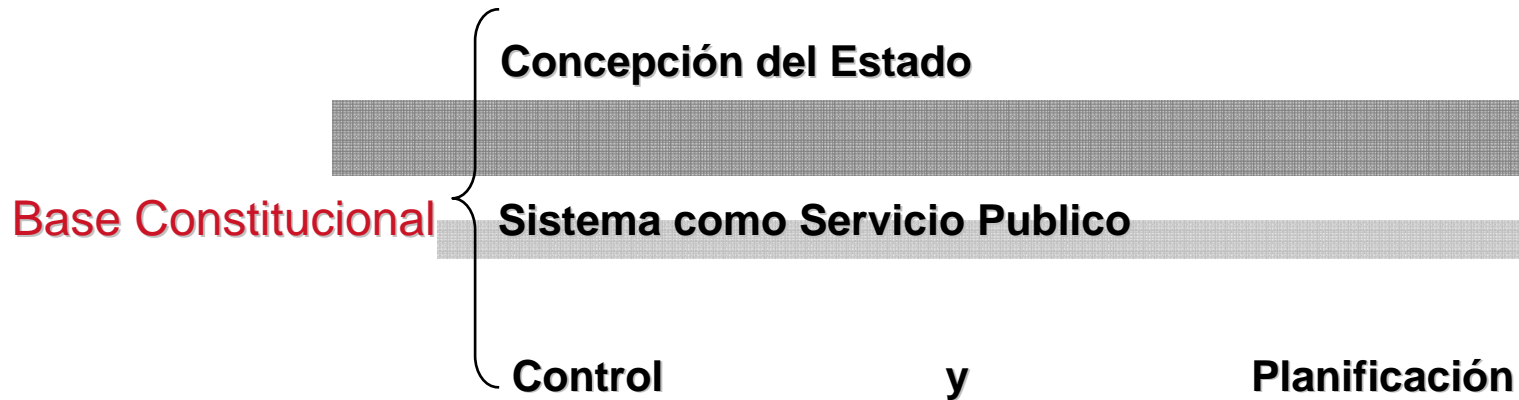 Concepción del Estado
Base Constitucional
Sistema como Servicio Publico
Control y Planificación